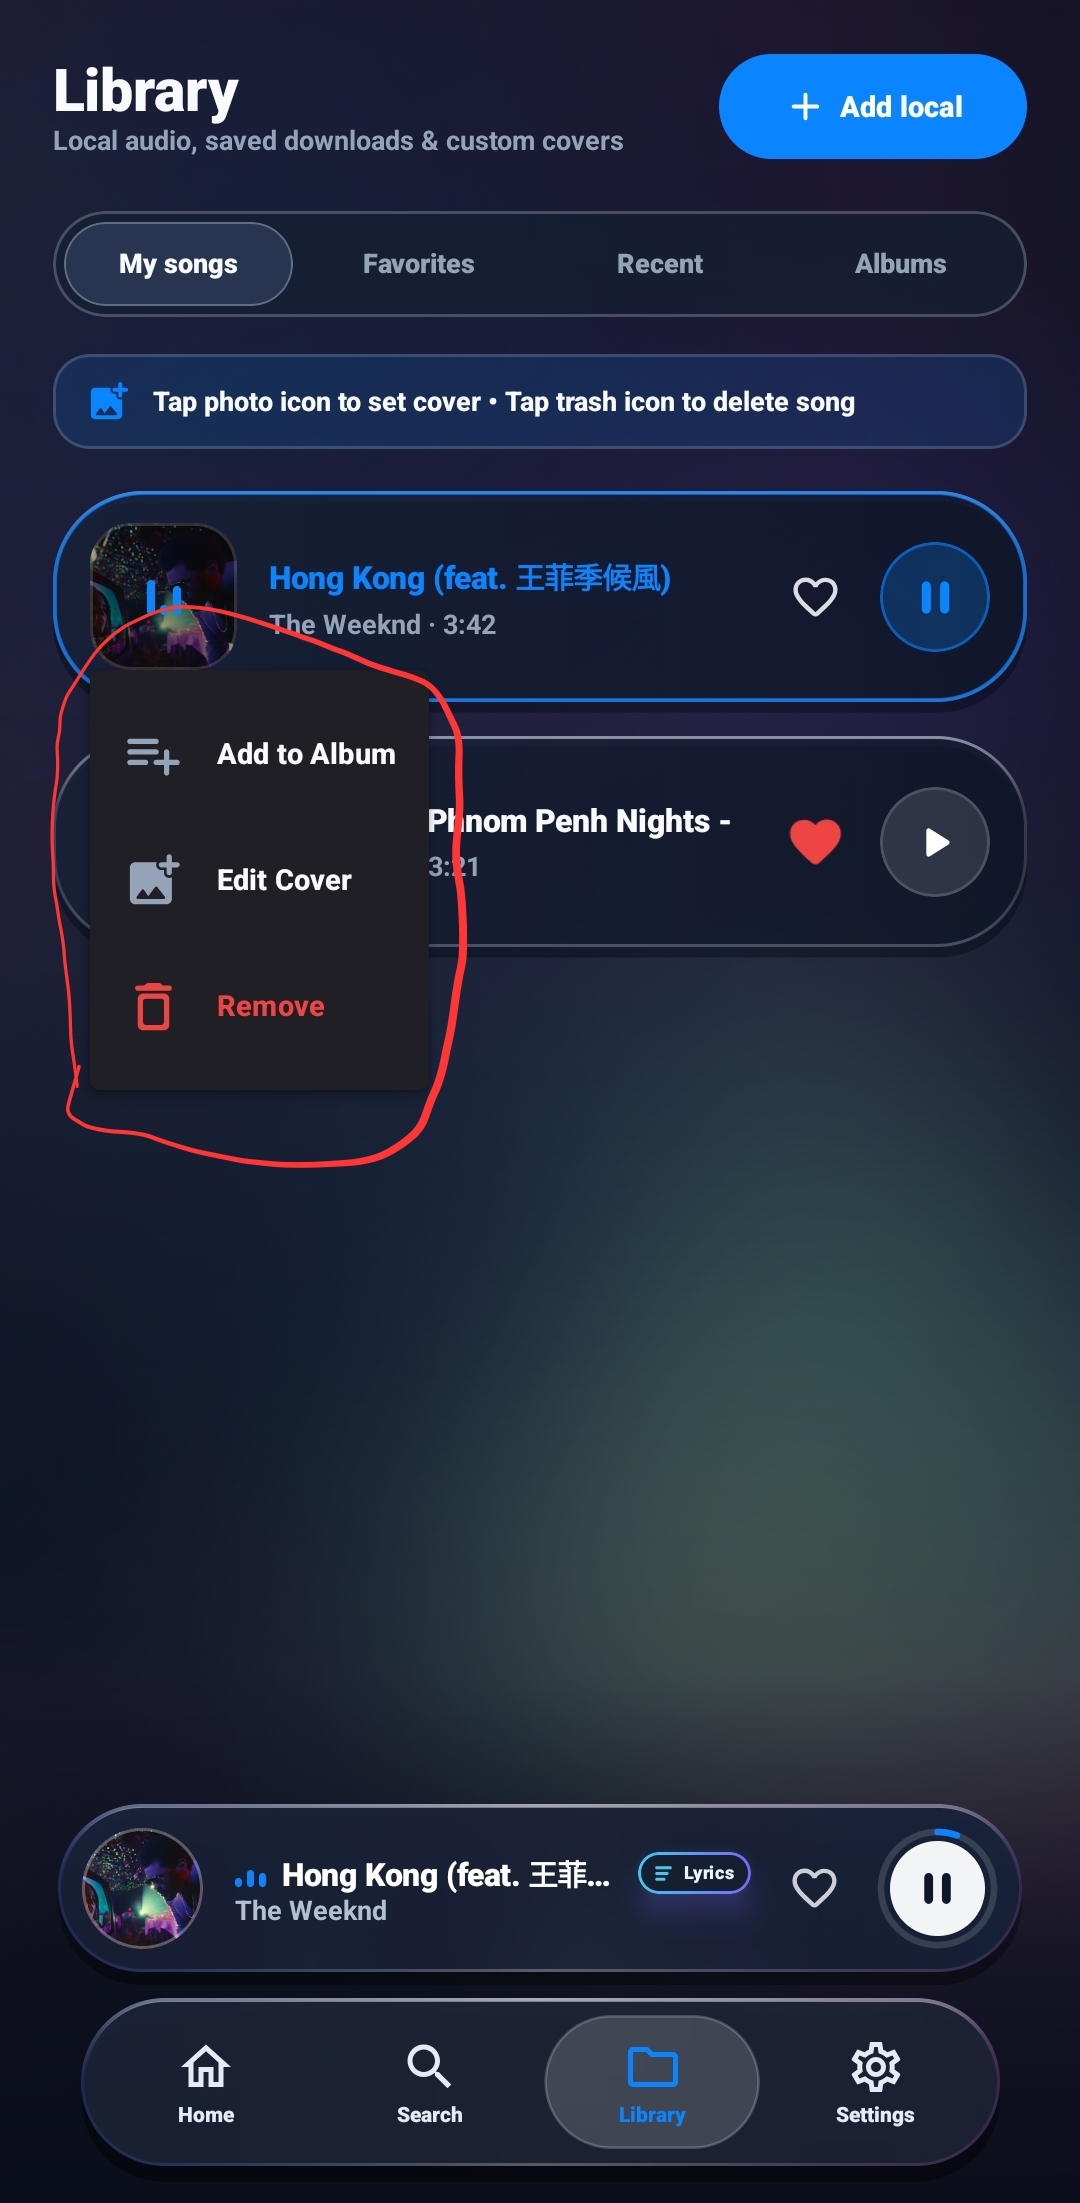 Library
Add local
Local audio, saved downloads & custom covers
My songs
Favorites
Recent
Albums
Tap photo icon to set cover • Tap trash icon to delete song
Hong Kong (feat. 王菲季候風)
The Weeknd · 3:42
Add to Album
Phnom Penh Nights -
3:21
Edit Cover
Remove
Hong Kong (feat. 王菲...
Lyrics
The Weeknd
Home
Search
Library
Settings